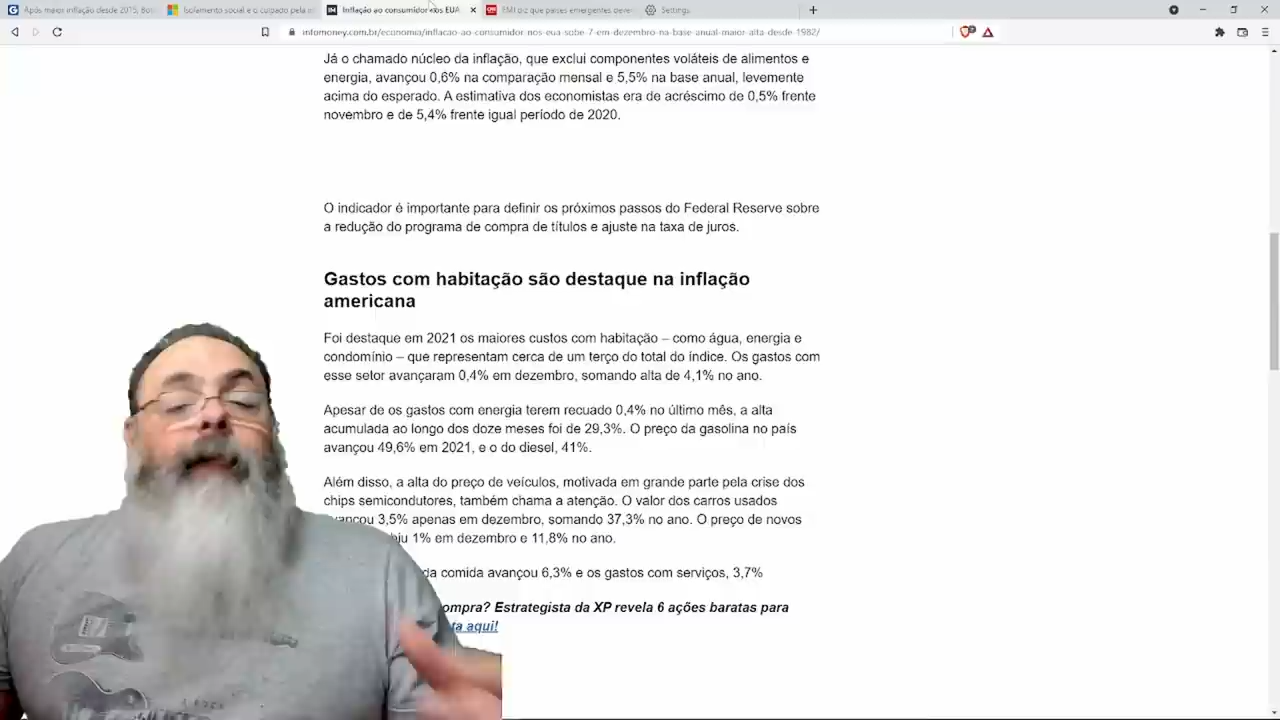 Após maior inflação desde 2015, Bol
Isolamento social é o culpado pela in
Inflação ao consumidor nos EUA
FMI diz que países emergentes deve
Settings
infomoney.com.br/economia/inflacao-ao-consumidor-nos-eua-sobe-7-em-dezembro-na-base-anual-maior-alta-desde-1982/
Já o chamado núcleo da inflação, que exclui componentes voláteis de alimentos e
energia, avançou 0,6% na comparação mensal e 5,5% na base anual, levemente
acima do esperado. A estimativa dos economistas era de acréscimo de 0,5% frente
novembro e de 5,4% frente igual período de 2020.
O indicador é importante para definir os próximos passos do Federal Reserve sobre
a redução do programa de compra de títulos e ajuste na taxa de juros.
Gastos com habitação são destaque na inflação
americana
Foi destaque em 2021 os maiores custos com habitação – como água, energia e
condomínio – que representam cerca de um terço do total do índice. Os gastos com
esse setor avançaram 0,4% em dezembro, somando alta de 4,1% no ano.
Apesar de os gastos com energia terem recuado 0,4% no último mês, a alta
acumulada ao longo dos doze meses foi de 29,3%. O preço da gasolina no país
avançou 49,6% em 2021, e o do diesel, 41%.
Além disso, a alta do preço de veículos, motivada em grande parte pela crise dos
chips semicondutores, também chama a atenção. O valor dos carros usados
avançou 3,5% apenas em dezembro, somando 37,3% no ano. O preço de novos
1% em dezembro e 11,8% no ano.
da comida avançou 6,3% e os gastos com serviços, 3,7%
ompra? Estrategista da XP revela 6 ações baratas para
ta aqui!